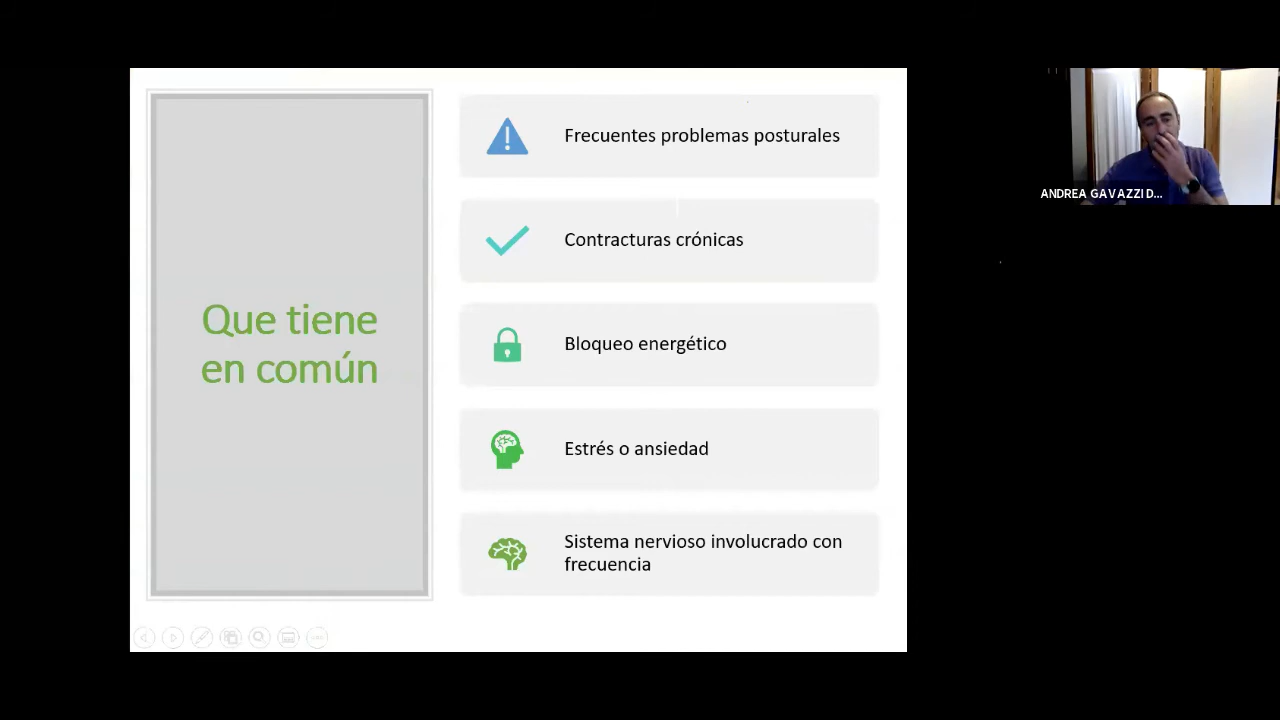 Que tiene
en común
Frecuentes problemas posturales
Contracturas crónicas
Bloqueo energético
Estrés o ansiedad
Sistema nervioso involucrado con
frecuencia
ANDREA GAVAZZI D...